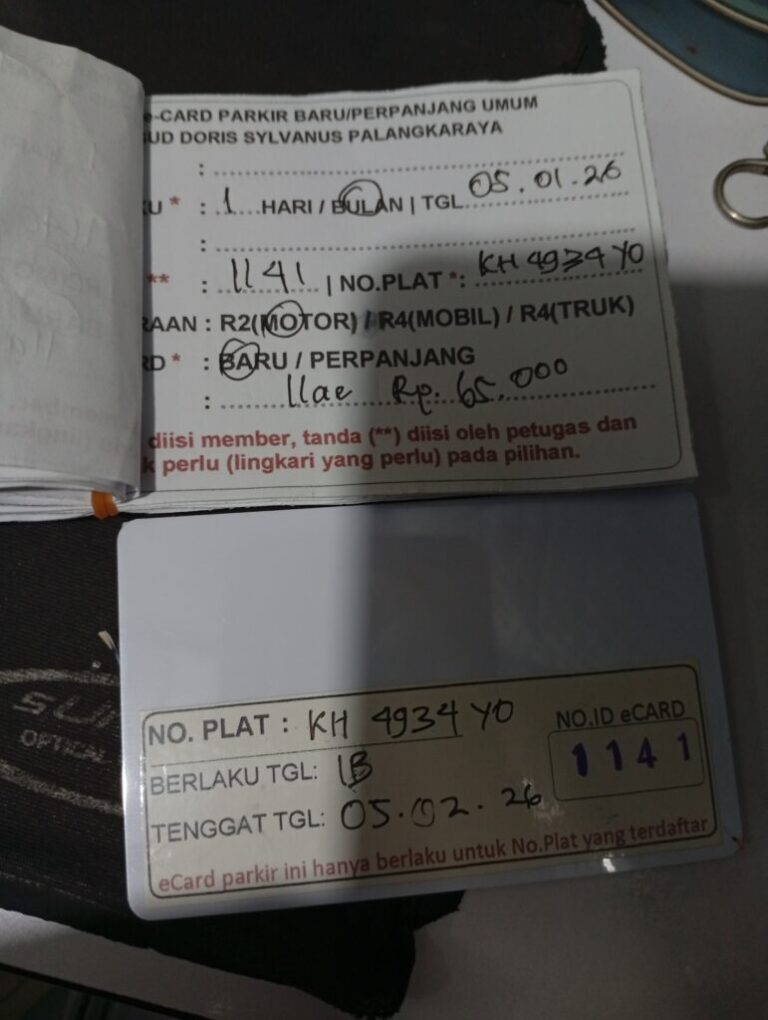 e-CARD PARKIR BARU/PERPANJANG UMUM
UD DORIS SYLVANUS PALANGKARAYA
:
U * : 1 HARI / BULAN | TGL 05.01.26
:
** : 1141 | NO.PLAT *: KH 4934 YO
RAAN : R2(MOTOR) / R4(MOBIL) / R4(TRUK)
RD * : BARU / PERPANJANG
: Rp. 65.000
diisi member, tanda (**) diisi oleh petugas dan
k perlu (lingkari yang perlu) pada pilihan.
SU
OPTICAL
NO. PLAT : KH 4934 YO
NO.ID eCARD
1141
BERLAKU TGL: 1B
TENGGAT TGL: 05.02.26
eCard parkir ini hanya berlaku untuk No.Plat yang terdaftar